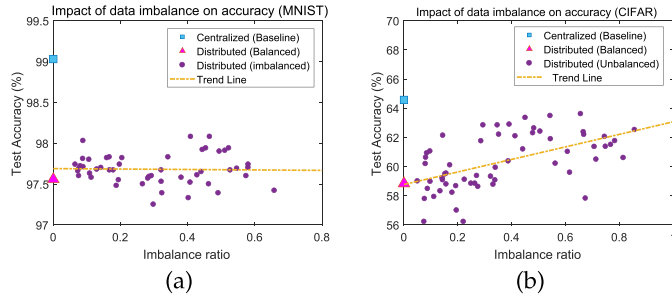 Impact of data imbalance on accuracy (MNIST)
99.5
99
98.5
98
97.5
97
Test Accuracy (%)
Centralized (Baseline)
Distributed (Balanced)
Distributed (imbalanced)
Trend Line
0 0.2 0.4 0.6 0.8
Imbalance ratio
(a)
Impact of data imbalance on accuracy (CIFAR)
70
68
66
64
62
60
58
56
Test Accuracy (%)
Centralized (Baseline)
Distributed (Balanced)
Distributed (Unbalanced)
Trend Line
0 0.2 0.4 0.6 0.8
Imbalance ratio
(b)